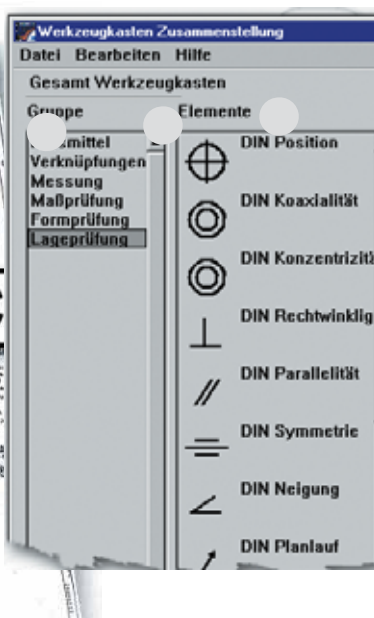 Werkzeugkasten Zusammenstellung
Datei Bearbeiten Hilfe
Gesamt Werkzeugkasten
Gruppe
Elemente
Verknüpfungen
Messung
Maßprüfung
Formprüfung
Lageprüfung
DIN Position
DIN Koaxialität
DIN Konzentrizitä
DIN Rechtwinklig
DIN Parallelität
DIN Symmetrie
DIN Neigung
DIN Planlauf